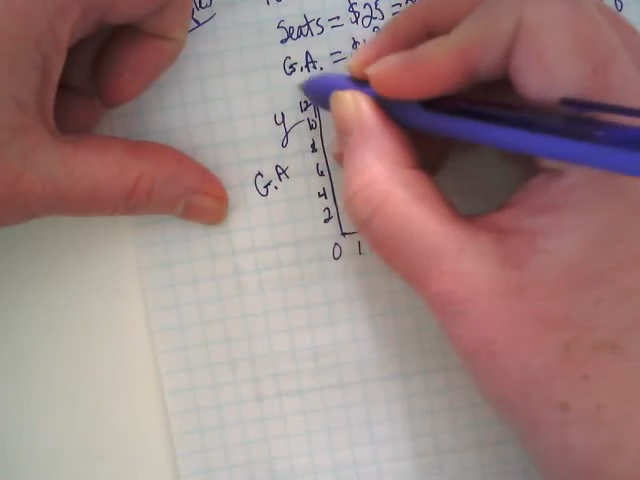 Seats = $25 =
G.A. = $
12
y 10
8
G.A 6
4
2
0 1